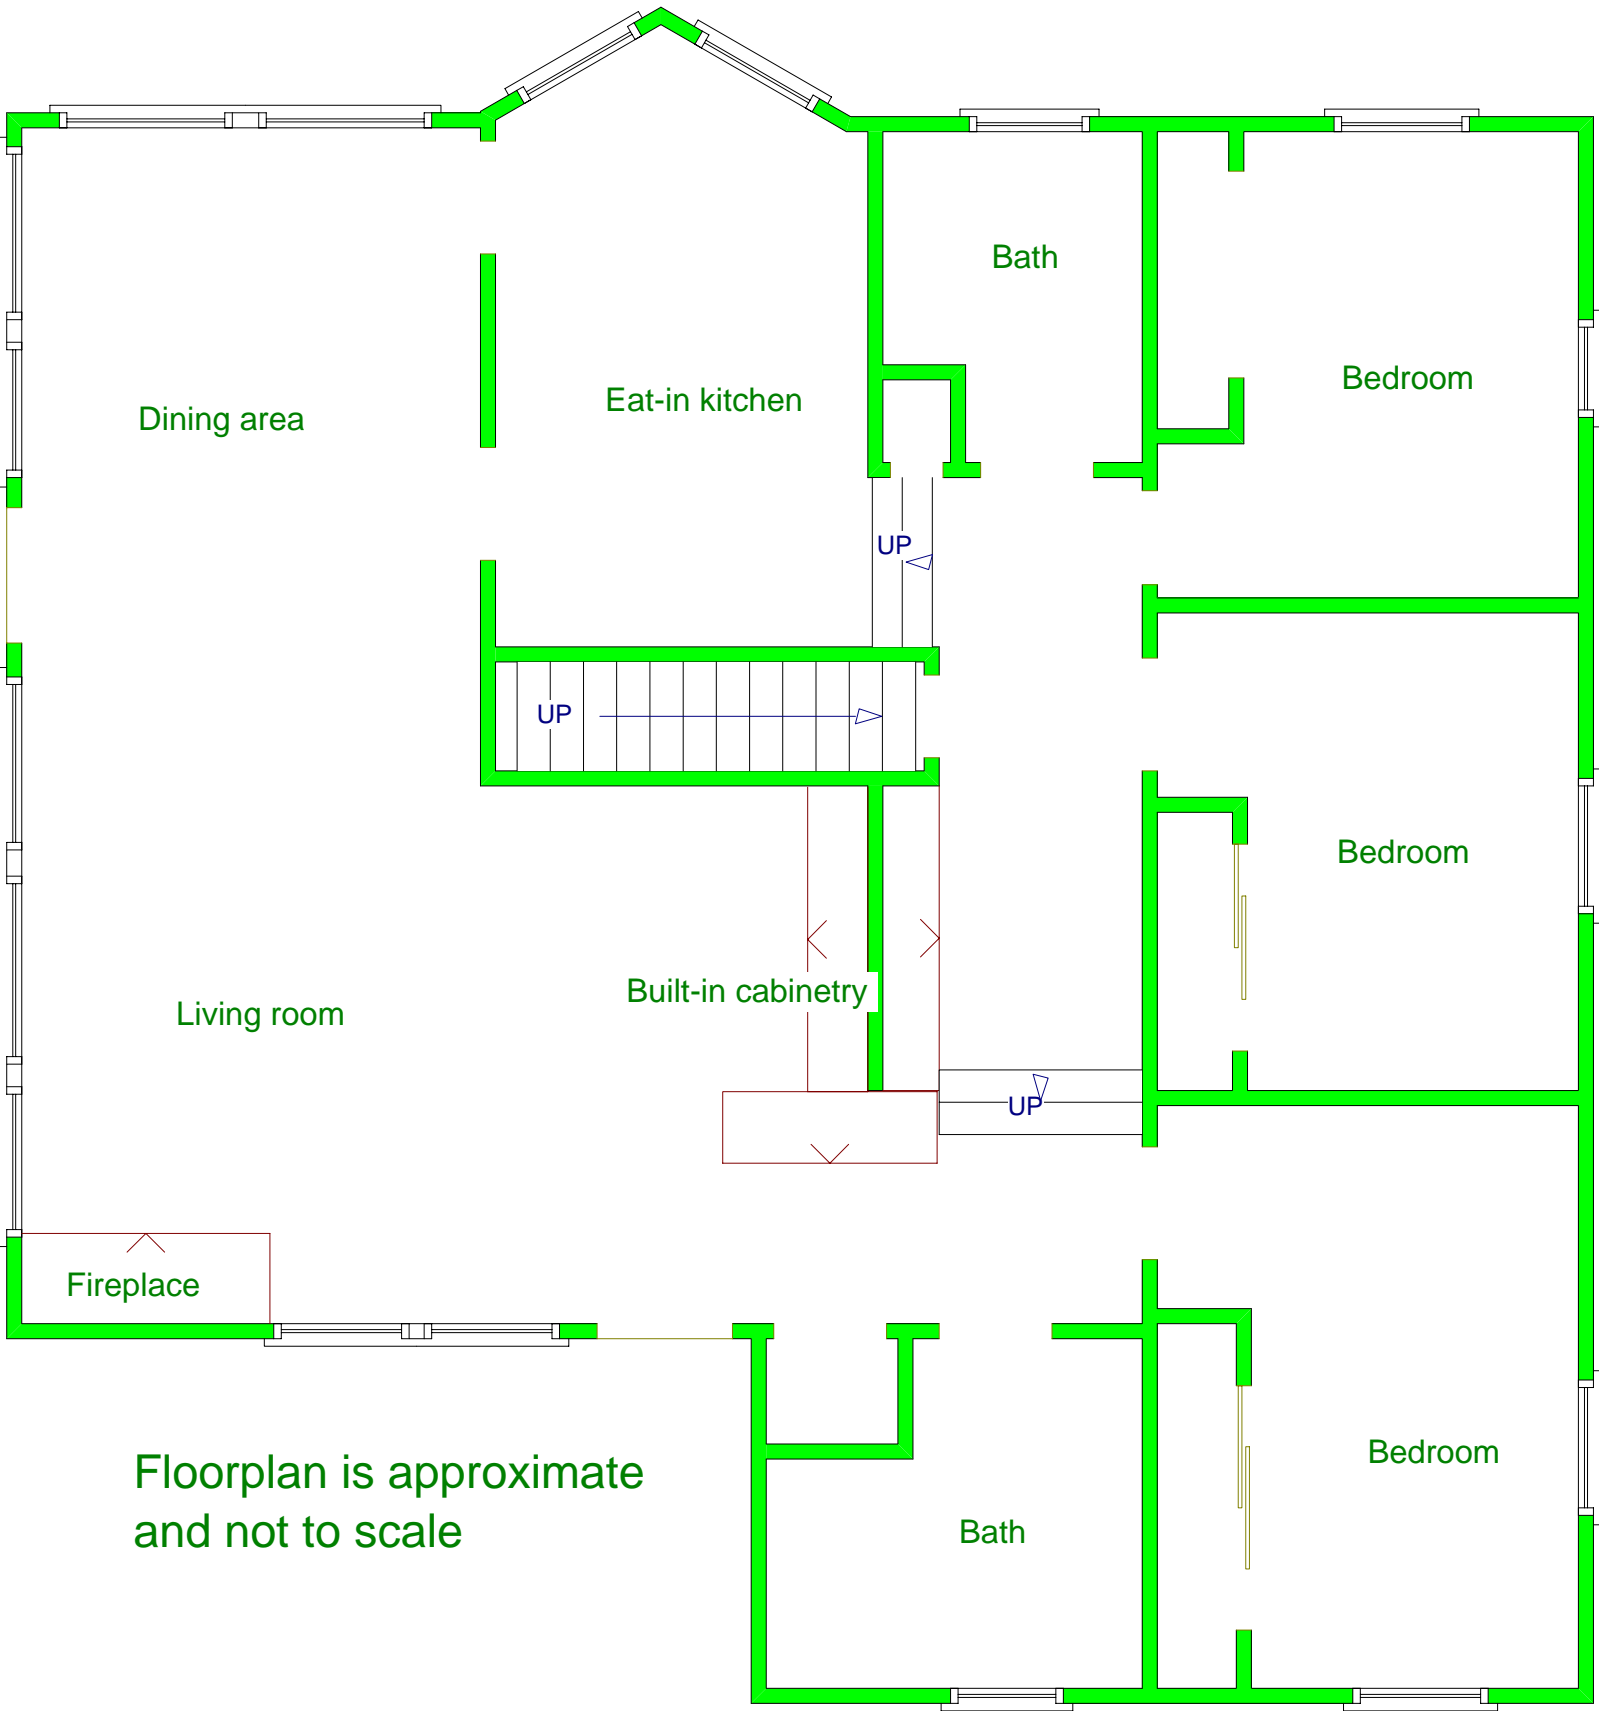 Bath
Bedroom
Eat-in kitchen
Dining area
UP
UP
Bedroom
Built-in cabinetry
Living room
UP
Fireplace
Bedroom
Floorplan is approximate
and not to scale
Bath